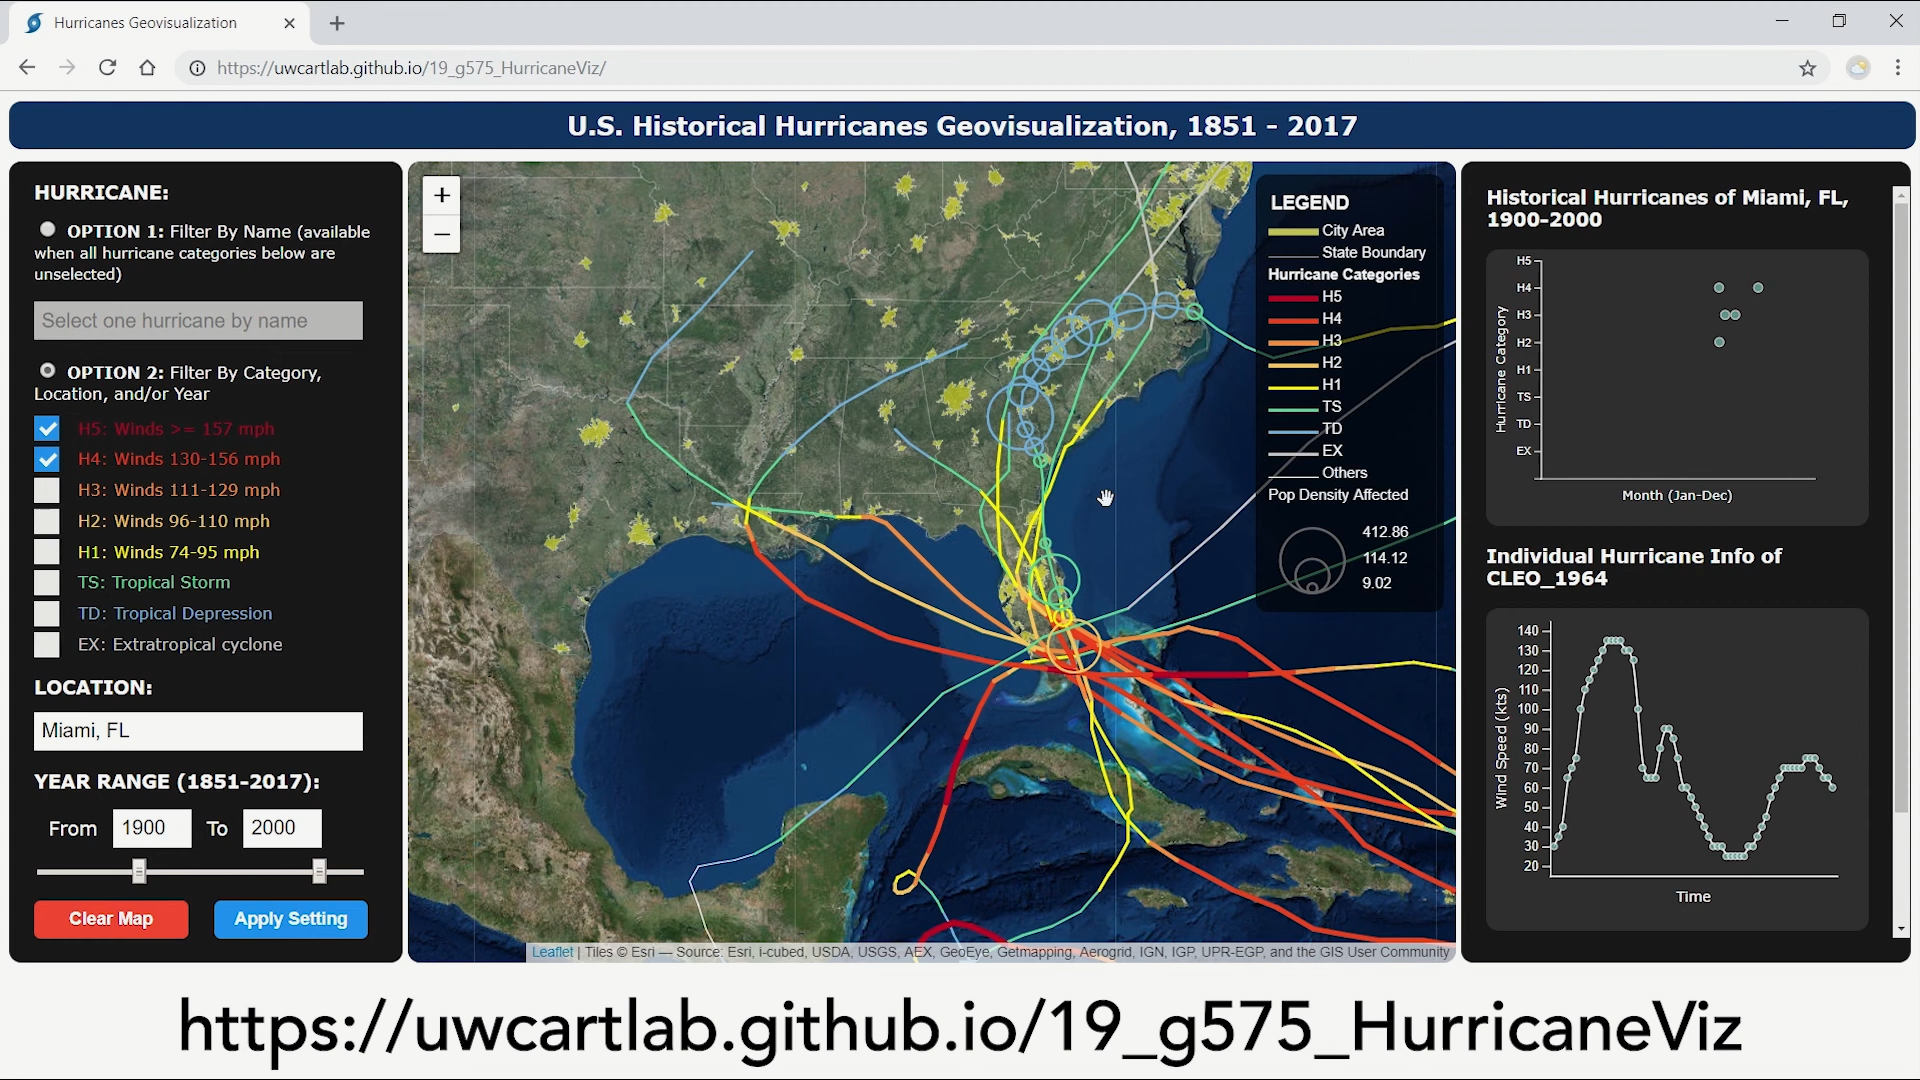 Hurricanes Geovisualization
https://uwcartlab.github.io/19_g575_HurricaneViz/
U.S. Historical Hurricanes Geovisualization, 1851 - 2017
HURRICANE:
OPTION 1: Filter By Name (available
when all hurricane categories below are
unselected)
Select one hurricane by name
OPTION 2: Filter By Category,
Location, and/or Year
H5: Winds >= 157 mph
H4: Winds 130-156 mph
H3: Winds 111-129 mph
H2: Winds 96-110 mph
H1: Winds 74-95 mph
TS: Tropical Storm
TD: Tropical Depression
EX: Extratropical cyclone
LOCATION:
Miami, FL
YEAR RANGE (1851-2017):
From 1900 To 2000
Clear Map Apply Setting
+
−
LEGEND
City Area
State Boundary
Hurricane Categories
H5
H4
H3
H2
H1
TS
TD
EX
Others
Pop Density Affected
412.86
114.12
9.02
Leaflet | Tiles © Esri — Source: Esri, i-cubed, USDA, USGS, AEX, GeoEye, Getmapping, Aerogrid, IGN, IGP, UPR-EGP, and the GIS User Community
Historical Hurricanes of Miami, FL,
1900-2000
Hurricane Category
H5
H4
H3
H2
H1
TS
TD
EX
Month (Jan-Dec)
Individual Hurricane Info of
CLEO_1964
Wind Speed (kts)
140
130
120
110
100
90
80
70
60
50
40
30
20
Time
https://uwcartlab.github.io/19_g575_HurricaneViz